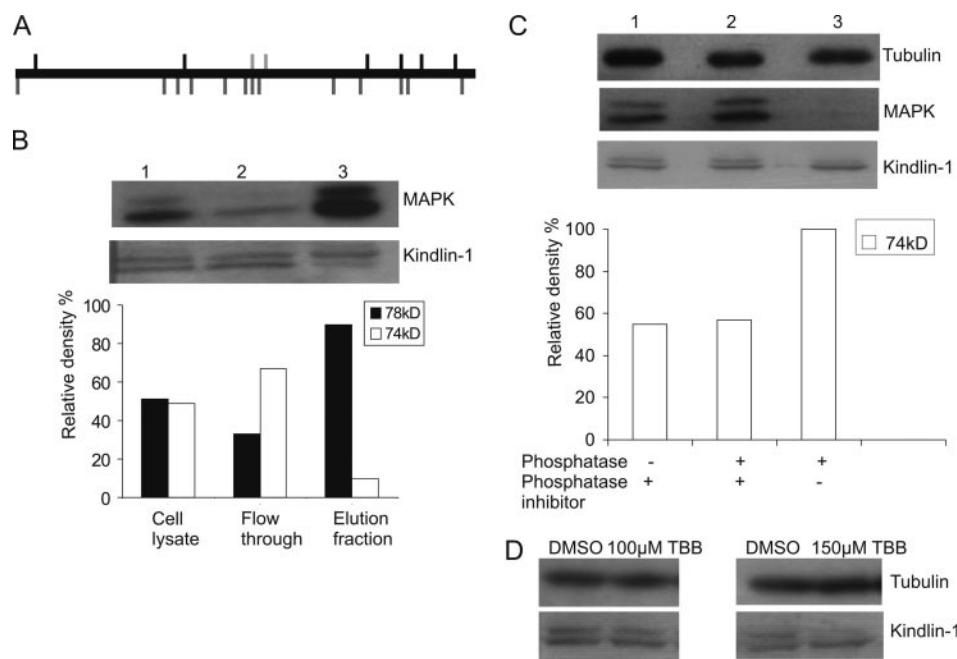 A
B
1 2 3
MAPK
Kindlin-1
Relative density %
100
80
60
40
20
0
78kD
74kD
Cell lysate
Flow through
Elution fraction
C
1 2 3
Tubulin
MAPK
Kindlin-1
Relative density %
100
80
60
40
20
0
74kD
Phosphatase - + +
Phosphatase + + -
inhibitor
D
DMSO 100µM TBB
DMSO 150µM TBB
Tubulin
Kindlin-1